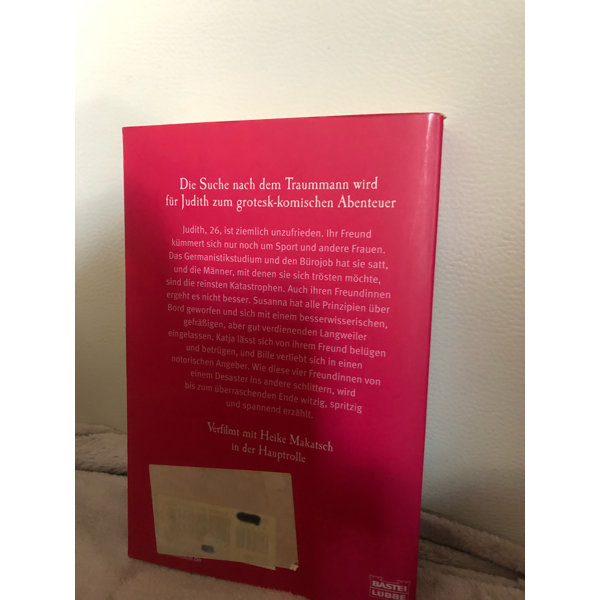 Die Suche nach dem Traummann wird
für Judith zum grotesk-komischen Abenteuer
Judith, 26, ist ziemlich unzufrieden. Ihr Freund
kümmert sich nur noch um Sport und andere Frauen.
Das Germanistikstudium und den Bürojob hat sie satt,
und die Männer, mit denen sie sich trösten möchte,
sind die reinsten Katastrophen. Auch ihren Freundinnen
ergeht es nicht besser. Susanna hat alle Prinzipien über
Bord geworfen und sich mit einem besserwisserischen,
gefräßigen, aber gut verdienenden Langweiler
eingelassen, Katja lässt sich von ihrem Freund belügen
und betrügen, und Bille verliebt sich in einen
notorischen Angeber. Wie diese vier Freundinnen von
einem Desaster ins andere schlittern, wird
bis zum überraschenden Ende witzig, spritzig
und spannend erzählt.
Verfilmt mit Heike Makatsch
in der Hauptrolle
BASTEI
LÜBBE